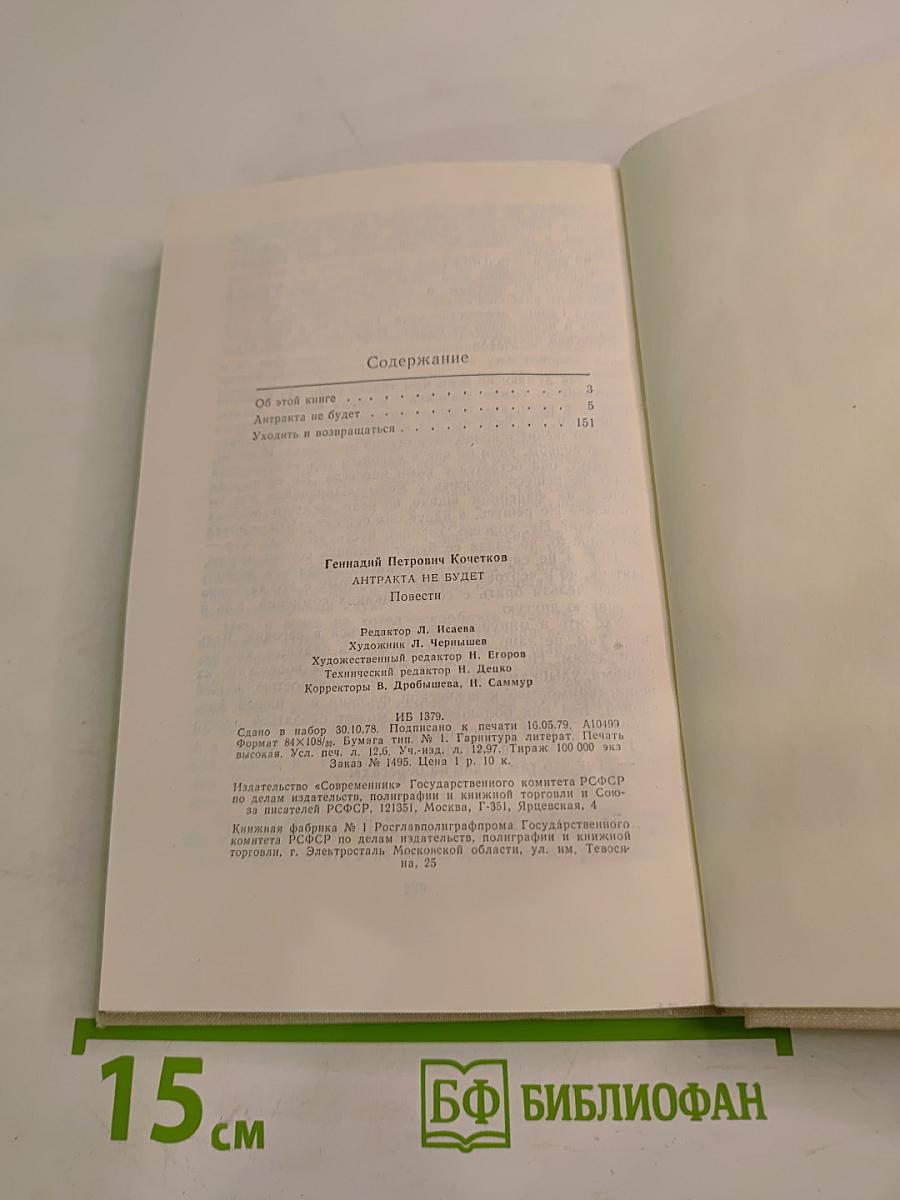 Содержание
Об этой книге . . . . . . . . . . . . . . . . 3
Антракта не будет . . . . . . . . . . . . . . 5
Уходить и возвращаться . . . . . . . . . . . 151
Геннадий Петрович Кочетков
АНТРАКТА НЕ БУДЕТ
Повести
Редактор Л. Исаева
Художник Л. Чернышев
Художественный редактор Н. Егоров
Технический редактор Н. Децко
Корректоры В. Дробышева, Н. Саммур
ИБ 1379.
Сдано в набор 30.10.78. Подписано к печати 16.05.79. А10499
Формат 84×108/32. Бумага тип. № 1. Гарнитура литерат. Печать
высокая. Усл. печ. л. 12,6. Уч.-изд. л. 12,97. Тираж 100 000 экз
Заказ № 1495. Цена 1 р. 10 к.
Издательство «Современник» Государственного комитета РСФСР
по делам издательств, полиграфии и книжной торговли и Сою-
за писателей РСФСР. 121351, Москва, Г-351, Ярцевская, 4
Книжная фабрика № 1 Росглавполиграфпрома Государственного
комитета РСФСР по делам издательств, полиграфии и книжной
торговли, г. Электросталь Московской области, ул. им. Тевося-
на, 25
15 см
БФ БИБЛИОФАН